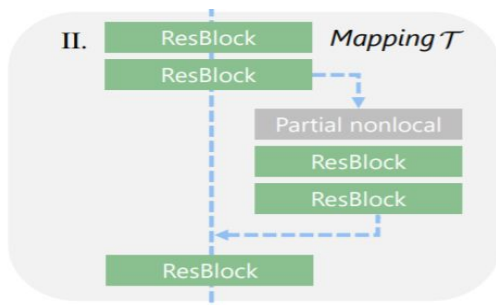 II.
ResBlock
Mapping 𝒯
ResBlock
Partial nonlocal
ResBlock
ResBlock
ResBlock